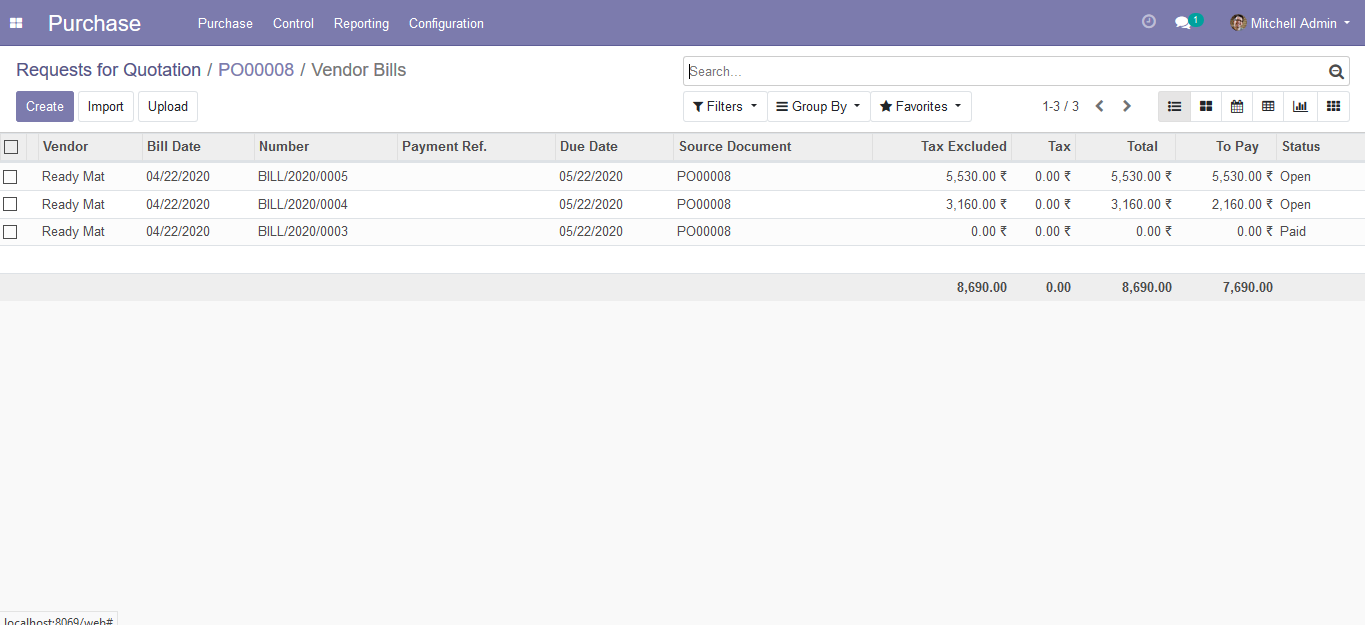 Purchase Purchase Control Reporting Configuration 1 Mitchell Admin
Requests for Quotation / PO00008 / Vendor Bills Search...
Create Import Upload Filters Group By Favorites 1-3 / 3
Vendor Bill Date Number Payment Ref. Due Date Source Document Tax Excluded Tax Total To Pay Status
Ready Mat 04/22/2020 BILL/2020/0005 05/22/2020 PO00008 5,530.00 ₹ 0.00 ₹ 5,530.00 ₹ 5,530.00 ₹ Open
Ready Mat 04/22/2020 BILL/2020/0004 05/22/2020 PO00008 3,160.00 ₹ 0.00 ₹ 3,160.00 ₹ 2,160.00 ₹ Open
Ready Mat 04/22/2020 BILL/2020/0003 05/22/2020 PO00008 0.00 ₹ 0.00 ₹ 0.00 ₹ 0.00 ₹ Paid
8,690.00 0.00 8,690.00 7,690.00
localhost:8069/web#